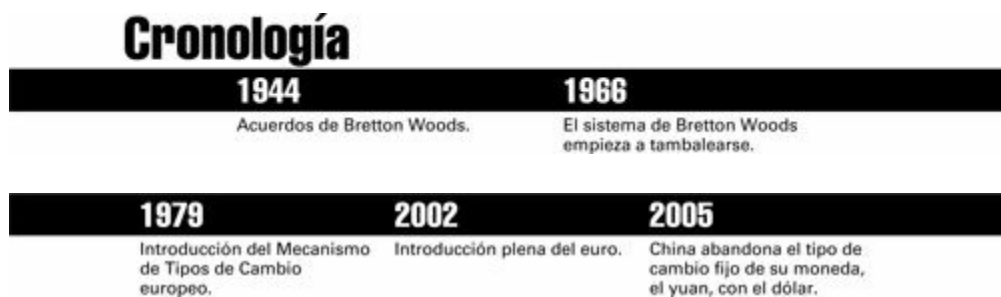 Cronología
1944 1966
Acuerdos de Bretton Woods.
El sistema de Bretton Woods
empieza a tambalearse.
1979 2002 2005
Introducción del Mecanismo
de Tipos de Cambio
europeo.
Introducción plena del euro.
China abandona el tipo de
cambio fijo de su moneda,
el yuan, con el dólar.